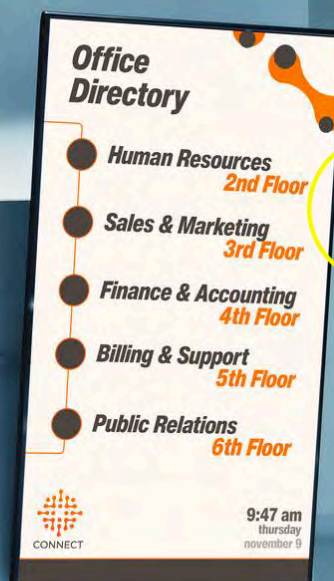 Office
Directory
Human Resources
2nd Floor
Sales & Marketing
3rd Floor
Finance & Accounting
4th Floor
Billing & Support
5th Floor
Public Relations
6th Floor
CONNECT
9:47 am
thursday
november 9